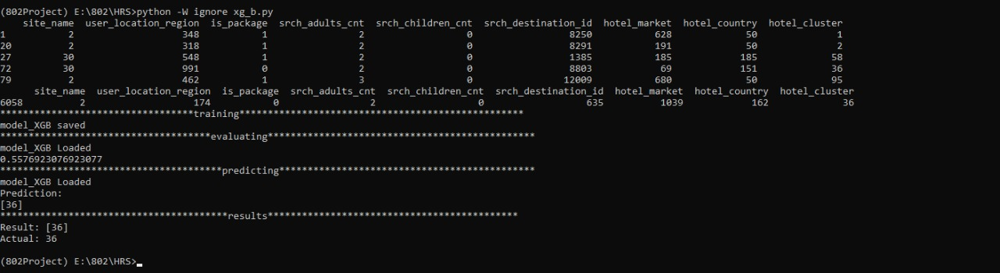 (802Project) E:\802\HRS>python -W ignore xg_b.py
site_name user_location_region is_package srch_adults_cnt srch_children_cnt srch_destination_id hotel_market hotel_country hotel_cluster
1 2 348 1 2 0 8250 628 50 1
20 2 318 1 2 0 8291 191 50 2
27 30 548 1 2 0 1385 185 185 58
72 30 991 0 2 0 8803 69 151 36
79 2 462 1 3 0 12009 680 50 95
site_name user_location_region is_package srch_adults_cnt srch_children_cnt srch_destination_id hotel_market hotel_country hotel_cluster
6058 2 174 0 2 0 635 1039 162 36
**********************************training**************************************************
model_XGB saved
*************************************evaluating***********************************************
model_XGB Loaded
0.5576923076923077
***************************************predicting*********************************************
model_XGB Loaded
Prediction:
[36]
****************************************results********************************************
Result: [36]
Actual: 36
(802Project) E:\802\HRS>